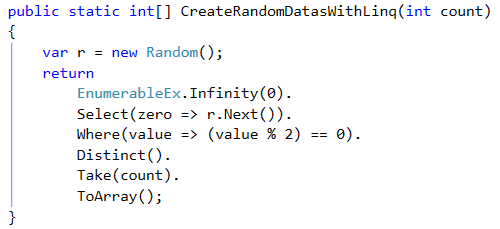 public static int[] CreateRandomDatasWithLinq(int count)
{
    var r = new Random();
    return
        EnumerableEx.Infinity(0).
        Select(zero => r.Next()).
        Where(value => (value % 2) == 0).
        Distinct().
        Take(count).
        ToArray();
}